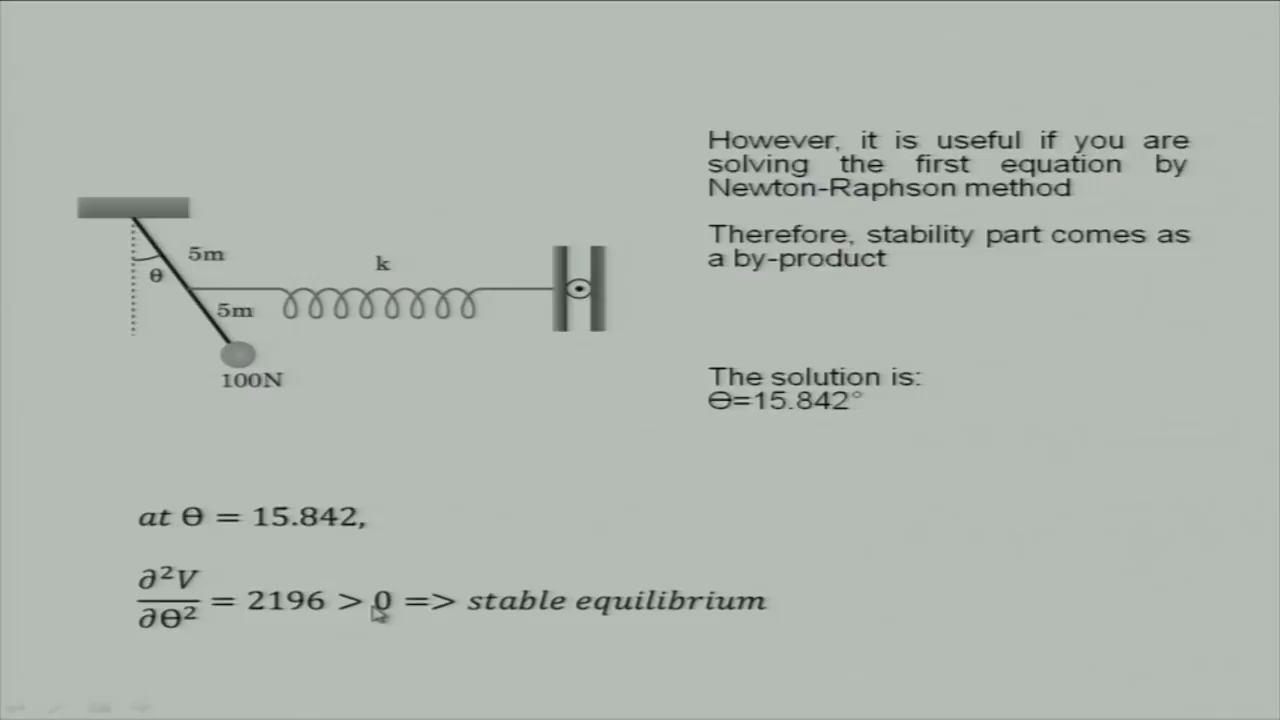 However, it is useful if you are
solving the first equation by
Newton-Raphson method
Therefore, stability part comes as
a by-product
5m
k
θ
5m
100N
The solution is:
Ө=15.842°
at Ө = 15.842,
∂²V
∂Ө² = 2196 > 0 => stable equilibrium